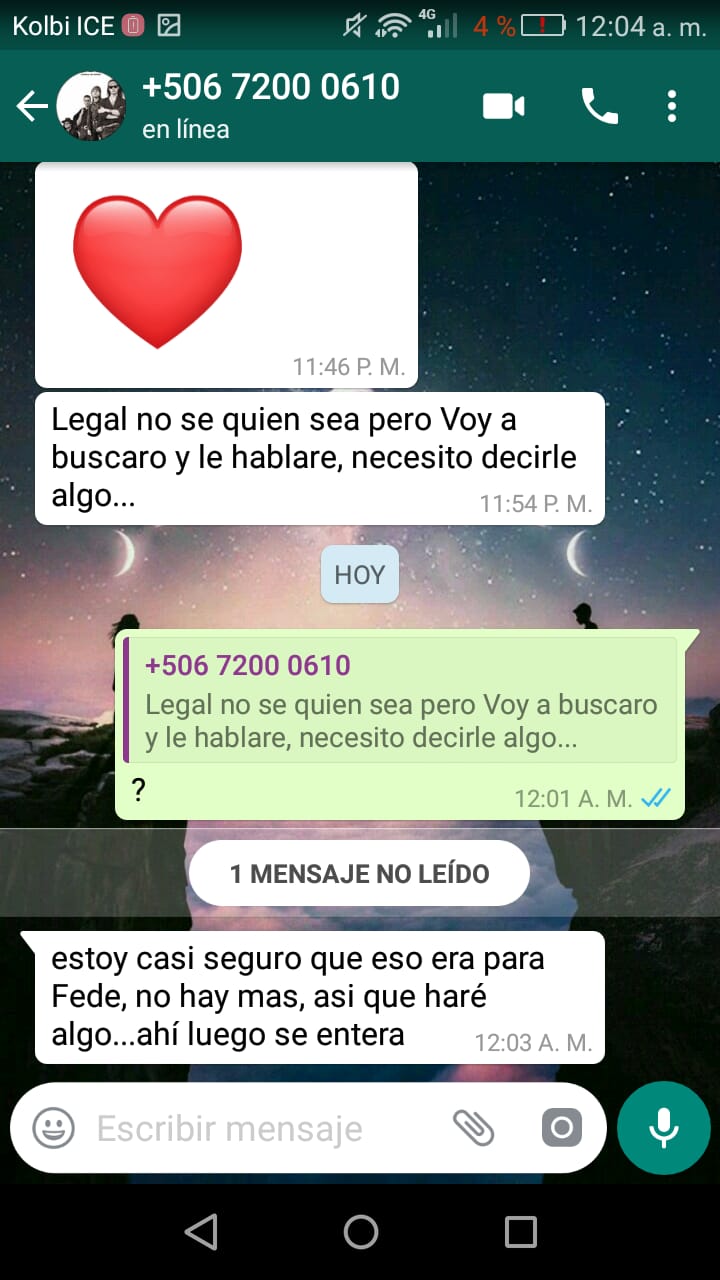 Kolbi ICE 4G 4 % 12:04 a. m.
+506 7200 0610
en línea
11:46 P. M.
Legal no se quien sea pero Voy a
buscaro y le hablare, necesito decirle
algo...
11:54 P. M.
HOY
+506 7200 0610
Legal no se quien sea pero Voy a buscaro
y le hablare, necesito decirle algo...
?
12:01 A. M.
1 MENSAJE NO LEÍDO
estoy casi seguro que eso era para
Fede, no hay mas, asi que haré
algo...ahí luego se entera
12:03 A. M.
Escribir mensaje